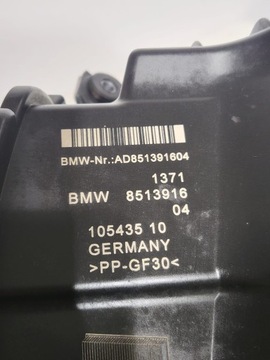 BMW-Nr.:AD851391604
1371
BMW 8513916
04
105435 10
GERMANY
>PP-GF30<